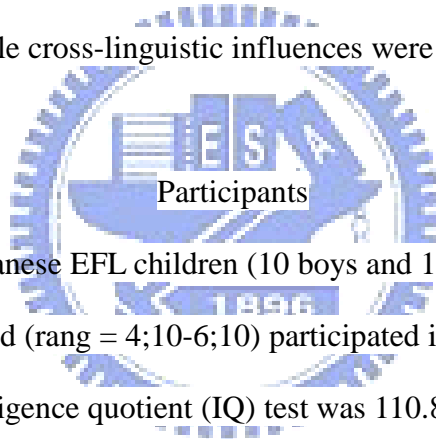 le cross-linguistic influences were
E S A
Participants
anese EFL children (10 boys and 1
1896
d (rang = 4;10-6;10) participated i
igence quotient (IQ) test was 110.8